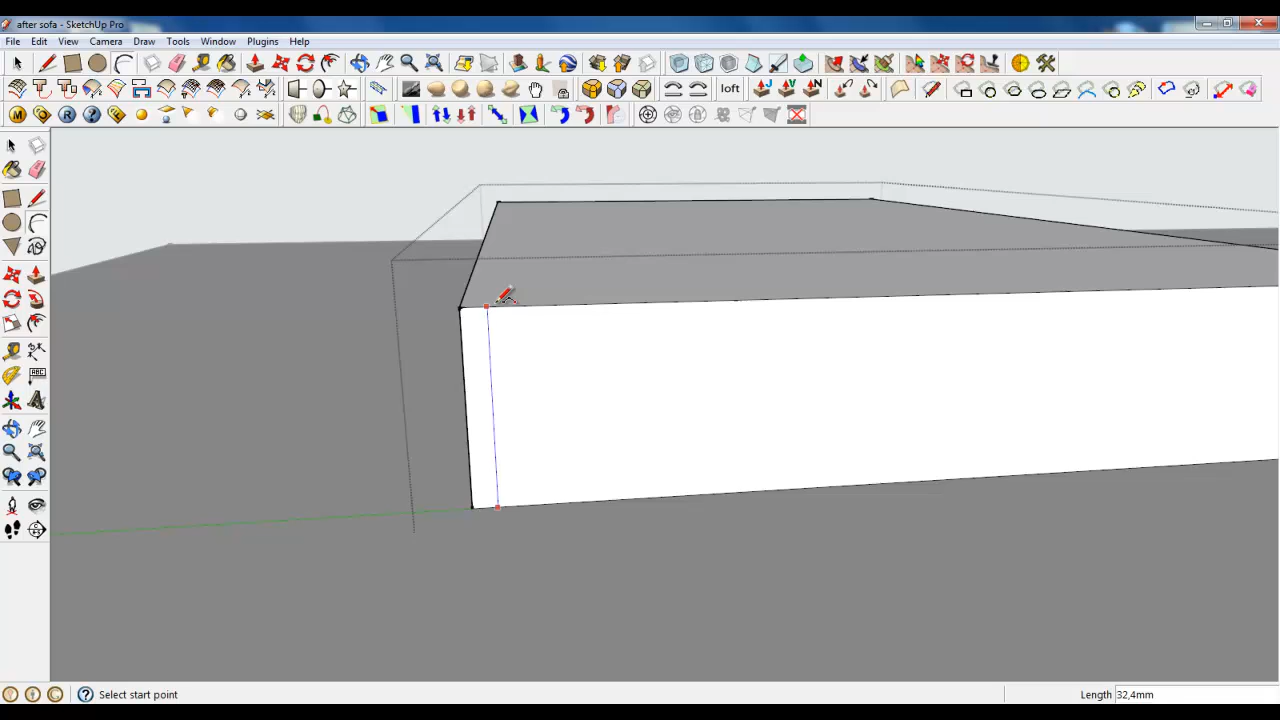 after sofa - SketchUp Pro
File Edit View Camera Draw Tools Window Plugins Help
loft
M O R ? E
ABC
Select start point
Length 32,4mm